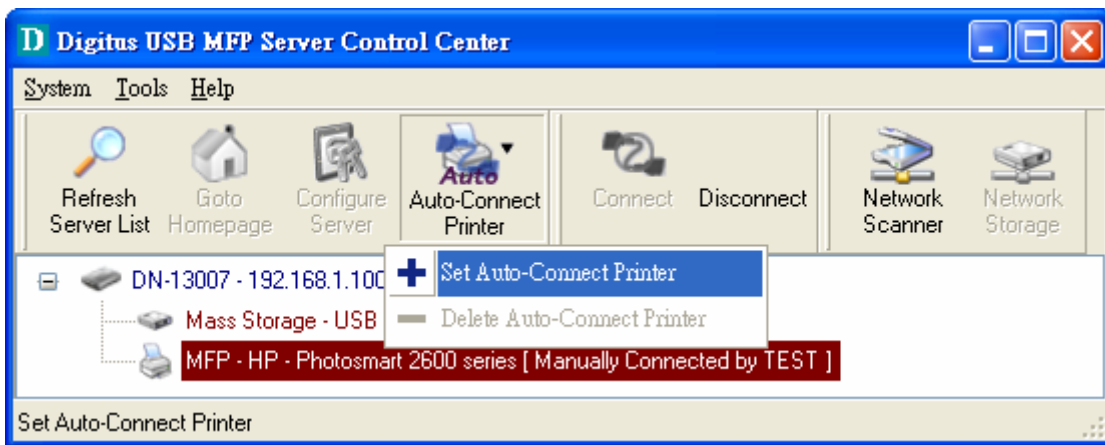 D Digitus USB MFP Server Control Center
System Tools Help
Auto
Refresh Server List
Goto Homepage
Configure Server
Auto-Connect Printer
Connect
Disconnect
Network Scanner
Network Storage
DN-13007 - 192.168.1.100
Set Auto-Connect Printer
Mass Storage - USB
Delete Auto-Connect Printer
MFP - HP - Photosmart 2600 series [ Manually Connected by TEST ]
Set Auto-Connect Printer